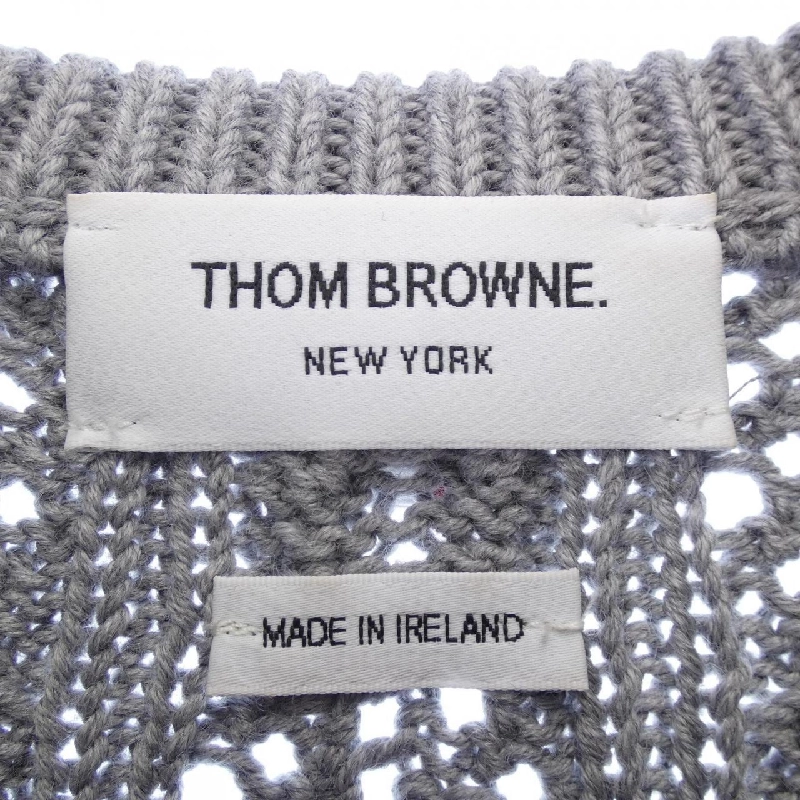 THOM BROWNE.
NEW YORK
MADE IN IRELAND